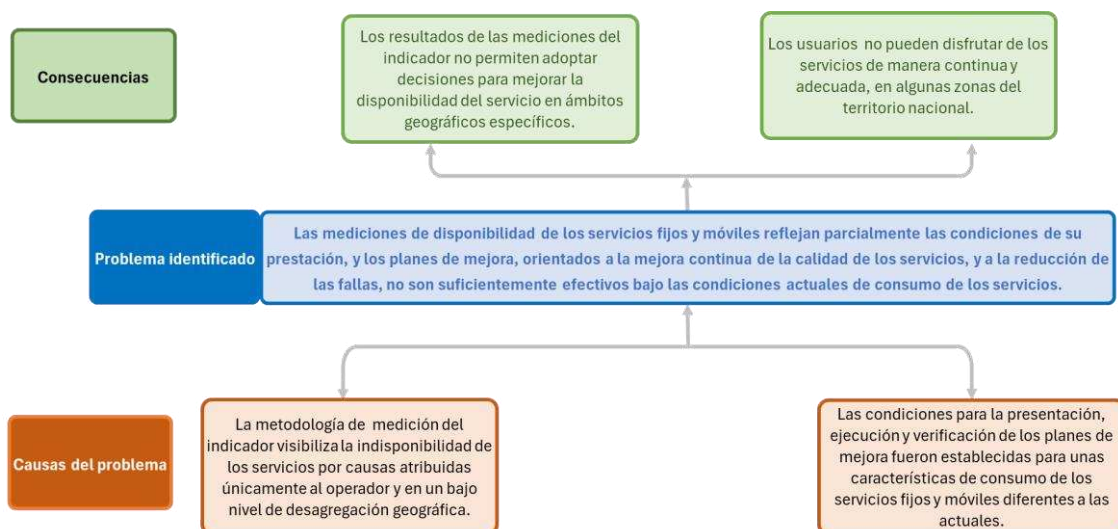 Consecuencias
Los resultados de las mediciones del
indicador no permiten adoptar
decisiones para mejorar la
disponibilidad del servicio en ámbitos
geográficos específicos.
Los usuarios no pueden disfrutar de los
servicios de manera continua y
adecuada, en algunas zonas del
territorio nacional.
Problema identificado
Las mediciones de disponibilidad de los servicios fijos y móviles reflejan parcialmente las condiciones de su
prestación, y los planes de mejora, orientados a la mejora continua de la calidad de los servicios, y a la reducción de
las fallas, no son suficientemente efectivos bajo las condiciones actuales de consumo de los servicios.
Causas del problema
La metodología de medición del
indicador visibiliza la indisponibilidad de
los servicios por causas atribuidas
únicamente al operador y en un bajo
nivel de desagregación geográfica.
Las condiciones para la presentación,
ejecución y verificación de los planes de
mejora fueron establecidas para unas
características de consumo de los
servicios fijos y móviles diferentes a las
actuales.